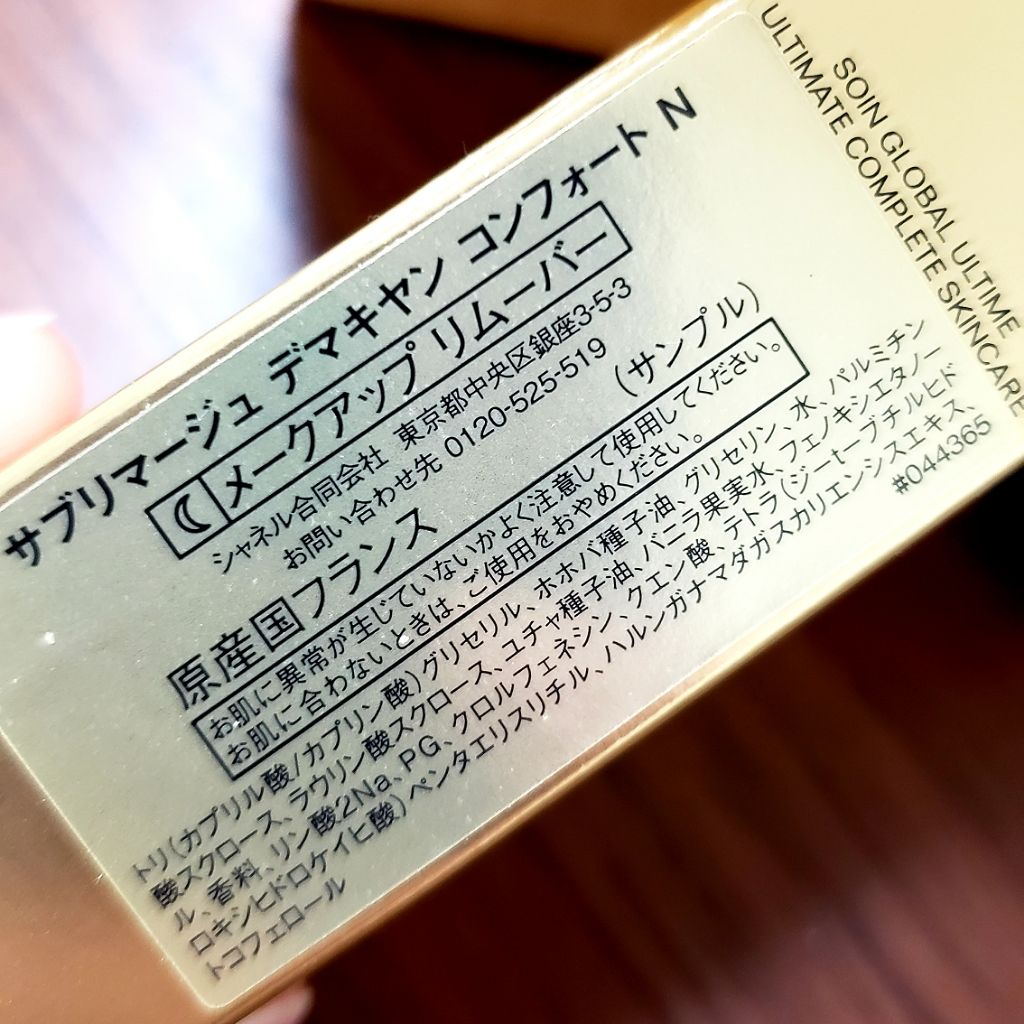 サブリマージュ デマキヤン コンフォート N
メークアップ リムーバー
シャネル合同会社 東京都中央区銀座3-5-3
お問い合わせ先 0120-525-519
(サンプル)
原産国フランス
お肌に異常が生じていないかよく注意して使用してください。
お肌に合わないときは、ご使用をおやめください。
トリ(カプリル酸/カプリン酸)グリセリル、ホホバ種子油、グリセリン、水、パルミチン
酸スクロース、ラウリン酸スクロース、ユチャ種子油、バニラ果実水、フェノキシエタノー
ル、香料、リン酸2Na、PG、クロルフェネシン、クエン酸、テトラ(ジ-t-ブチルヒド
ロキシヒドロケイヒ酸)ペンタエリスリチル、ハルンガナマダガスカリエンシスエキス、
トコフェロール
#044365
SOIN GLOBAL ULTIME
ULTIMATE COMPLETE SKINCARE